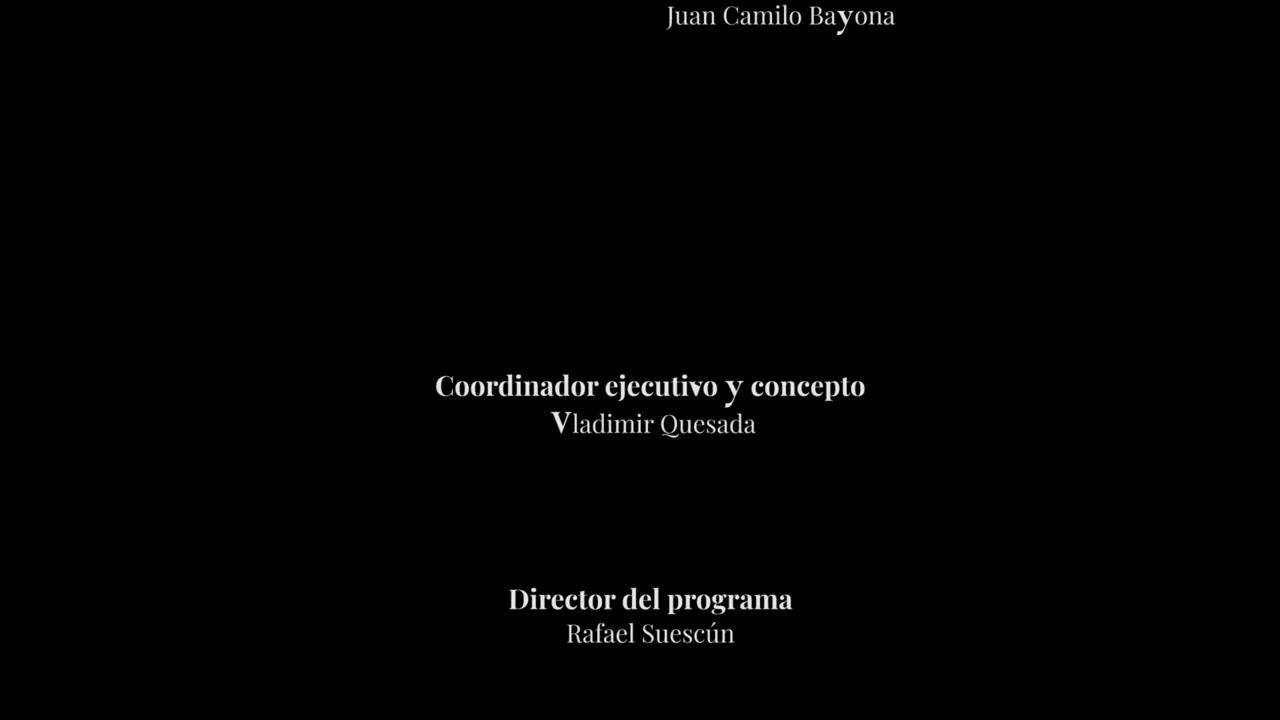 Juan Camilo Bayona
Coordinador ejecutivo y concepto
Vladimir Quesada
Director del programa
Rafael Suescún